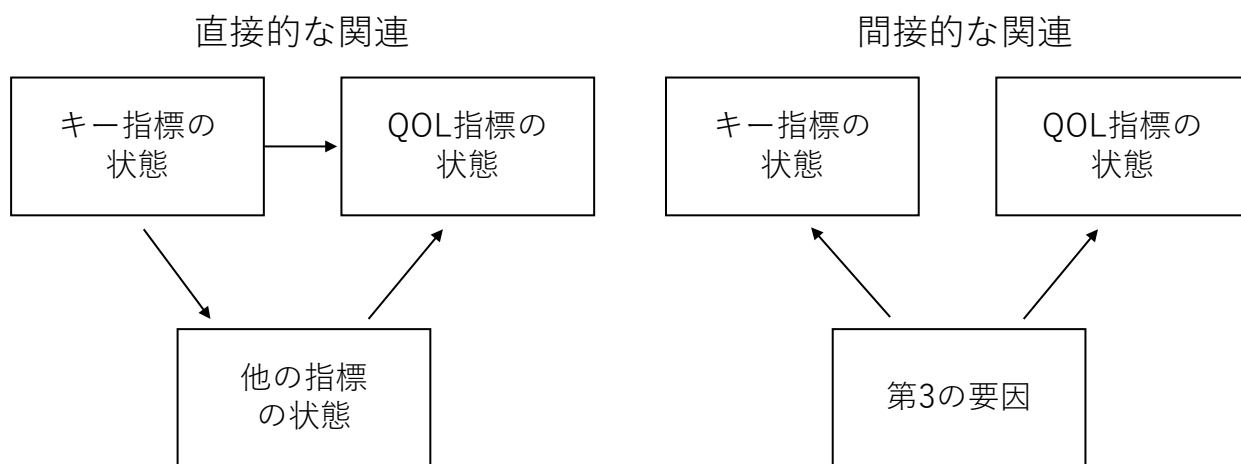 直接的な関連
キー指標の
状態
QOL指標の
状態
他の指標
の状態
間接的な関連
キー指標の
状態
QOL指標の
状態
第3の要因